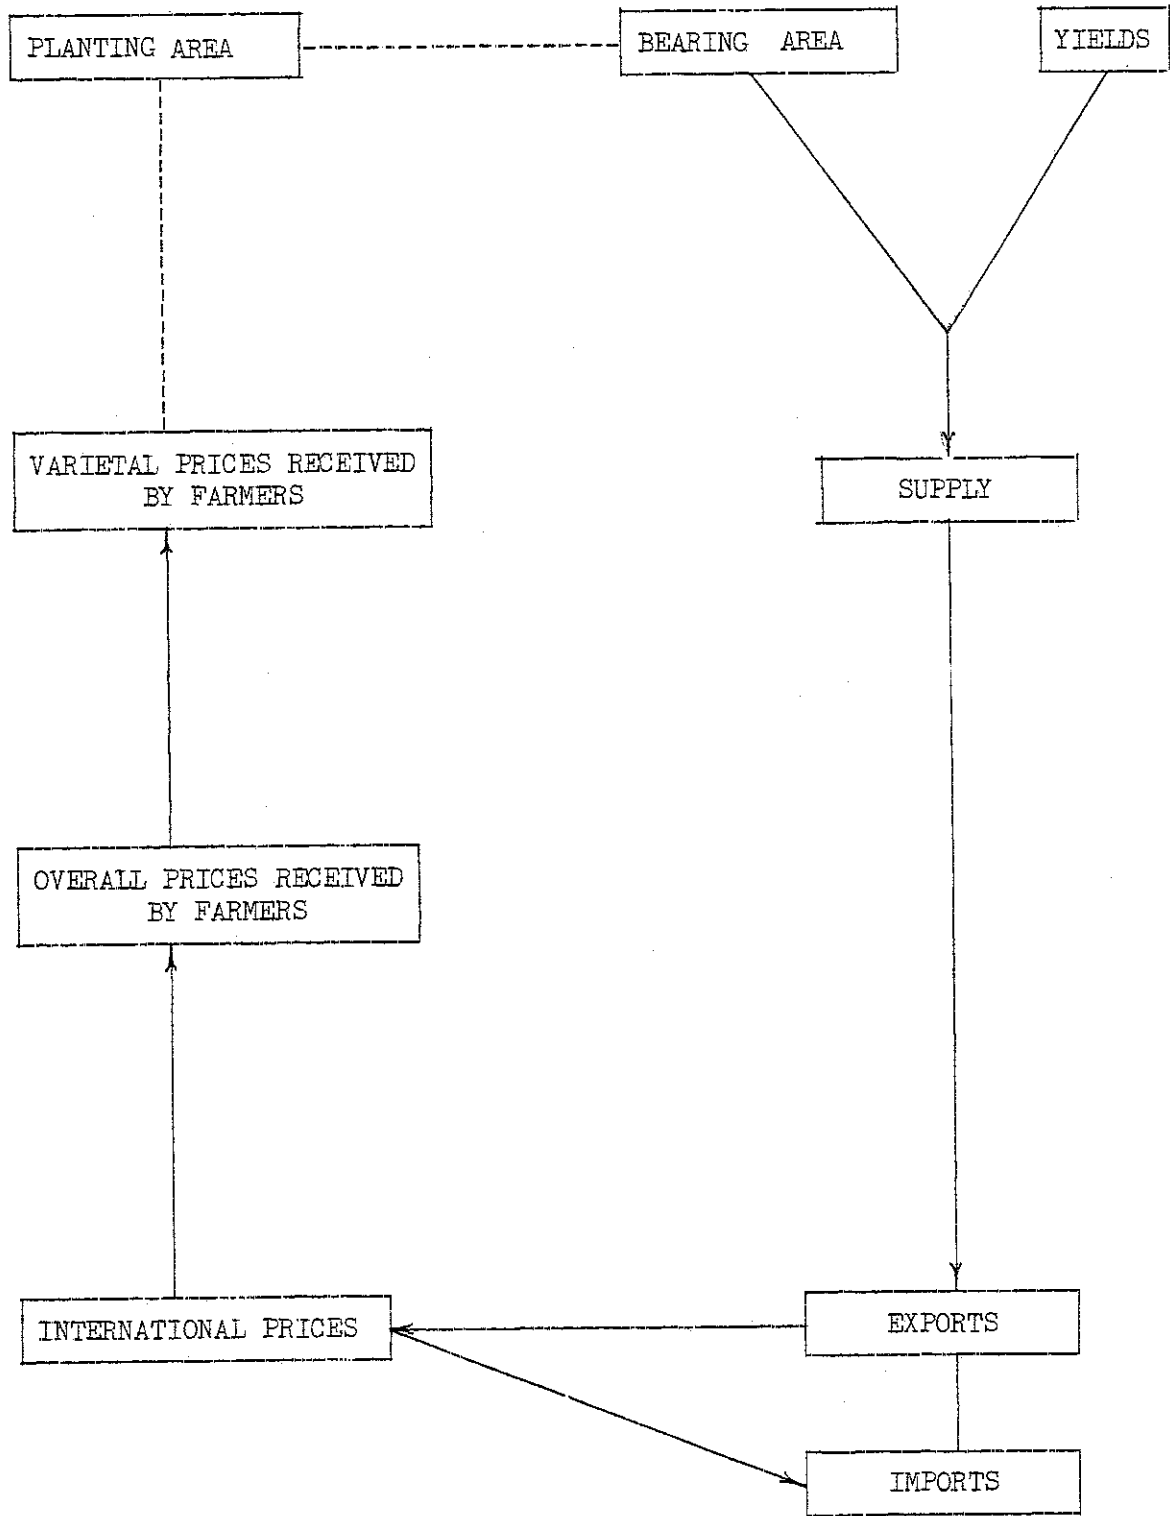 PLANTING AREA
BEARING AREA
YIELDS
VARIETAL PRICES RECEIVED
BY FARMERS
SUPPLY
OVERALL PRICES RECEIVED
BY FARMERS
INTERNATIONAL PRICES
EXPORTS
IMPORTS